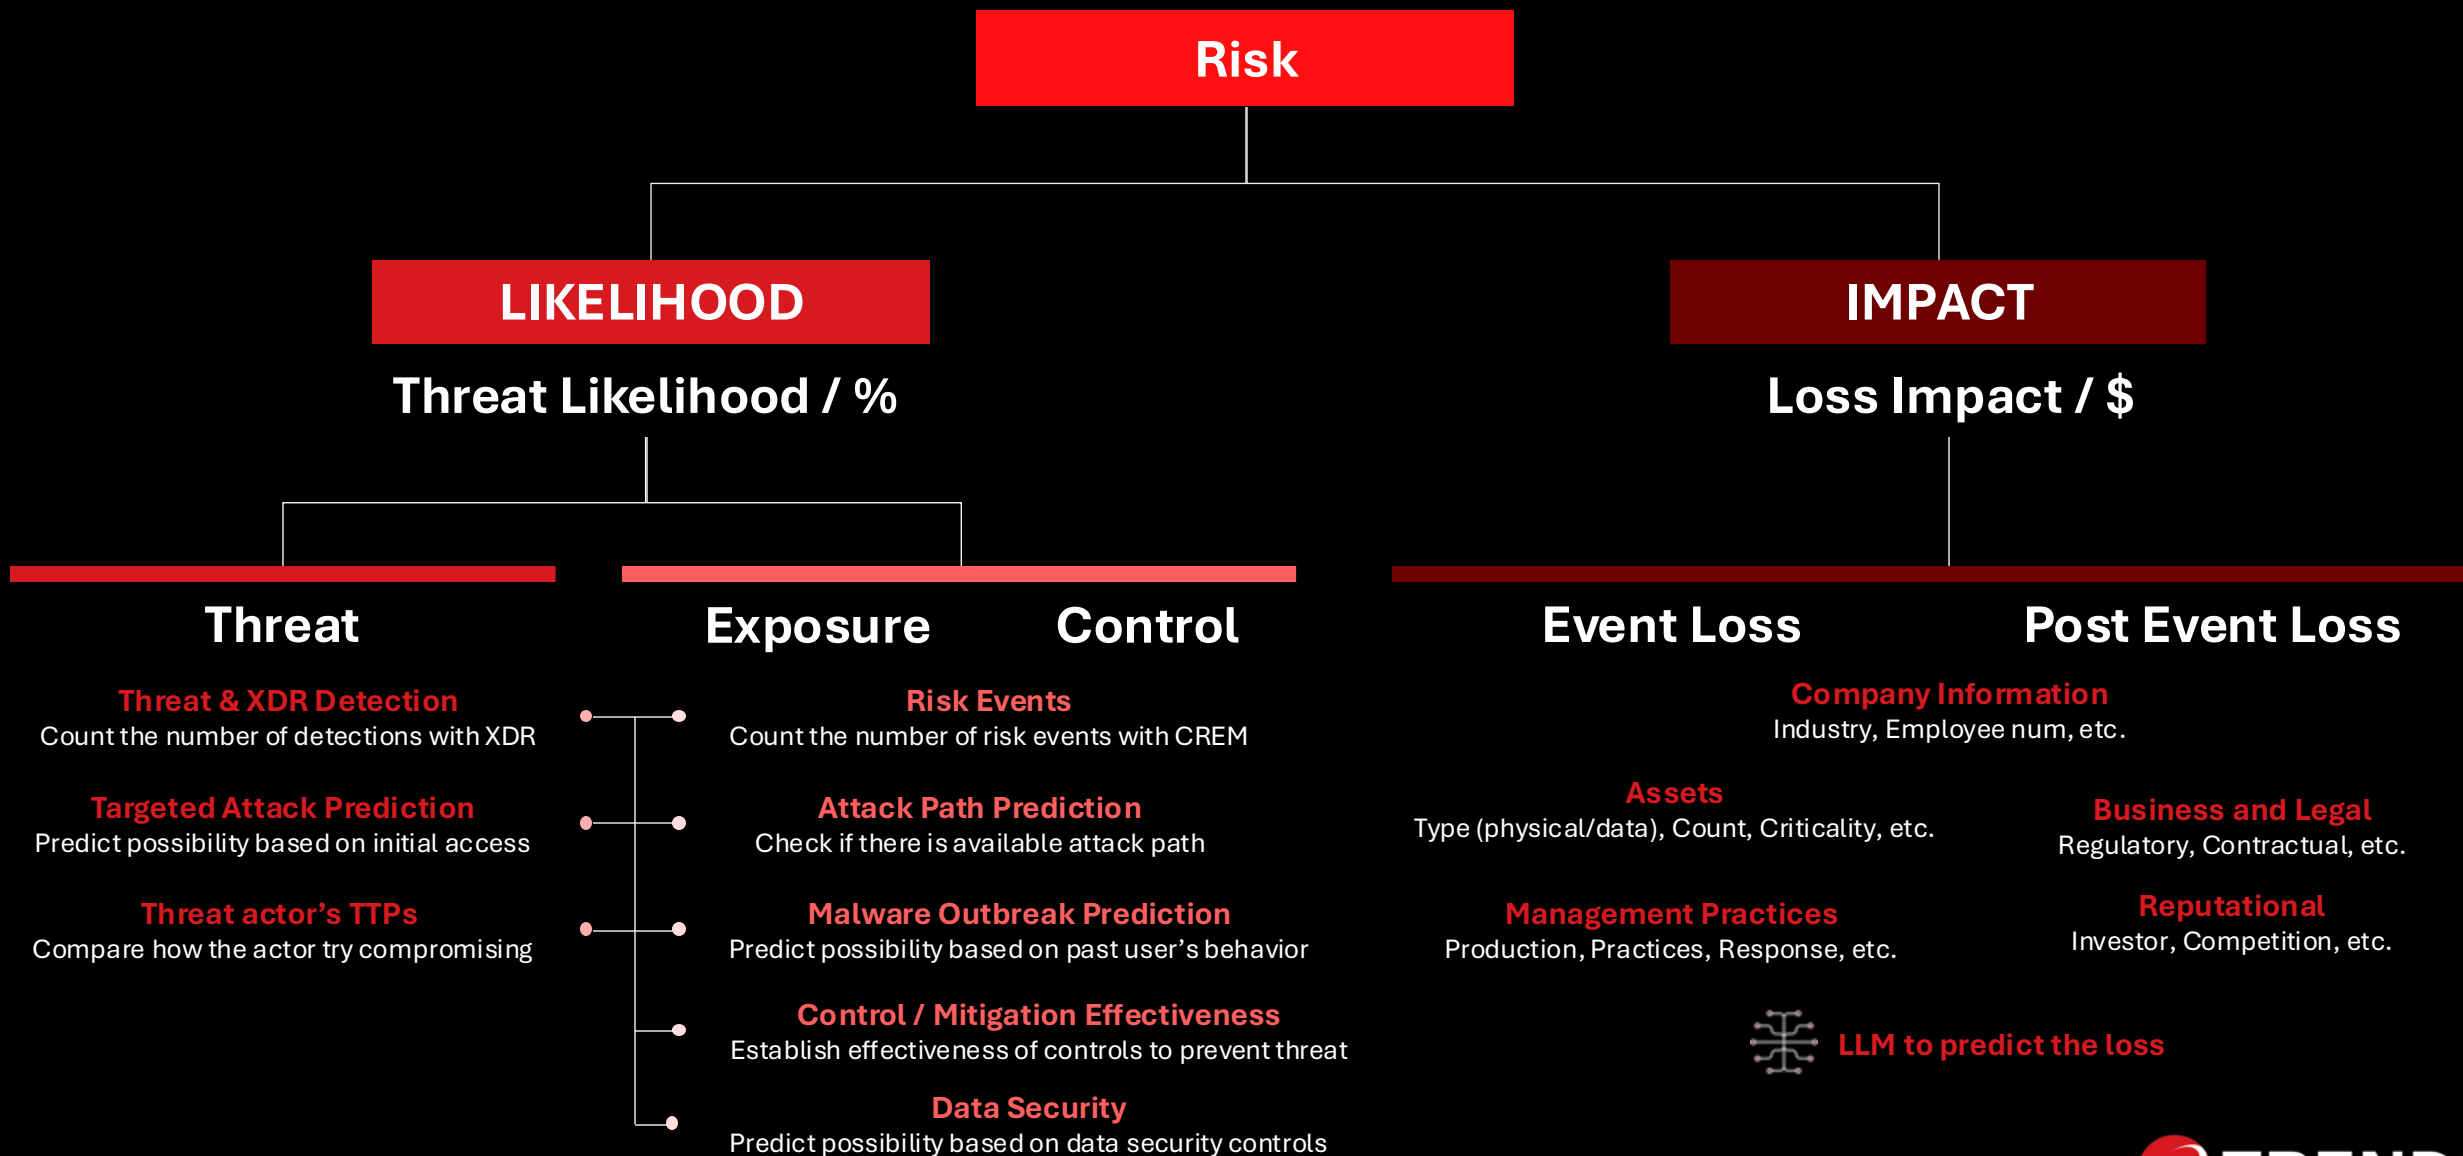 Risk
LIKELIHOOD
Threat Likelihood / %
IMPACT
Loss Impact / $
Threat
Threat & XDR Detection
Count the number of detections with XDR
Targeted Attack Prediction
Predict possibility based on initial access
Threat actor’s TTPs
Compare how the actor try compromising
Exposure
Control
Risk Events
Count the number of risk events with CREM
Attack Path Prediction
Check if there is available attack path
Malware Outbreak Prediction
Predict possibility based on past user’s behavior
Control / Mitigation Effectiveness
Establish effectiveness of controls to prevent threat
Data Security
Predict possibility based on data security controls
Event Loss
Post Event Loss
Company Information
Industry, Employee num, etc.
Assets
Type (physical/data), Count, Criticality, etc.
Management Practices
Production, Practices, Response, etc.
Business and Legal
Regulatory, Contractual, etc.
Reputational
Investor, Competition, etc.
LLM to predict the loss